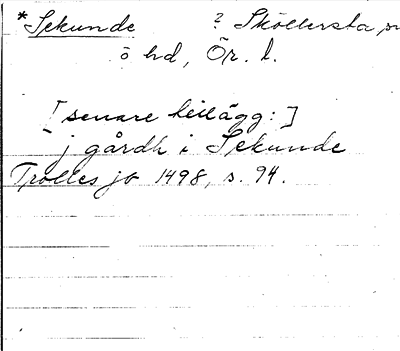 *Sekunde ? Sköllersta, sn
ö hd, Ör. l.
[senare tillägg:]
j gårdh i Sekunde
Trolles jb 1498, s. 94.